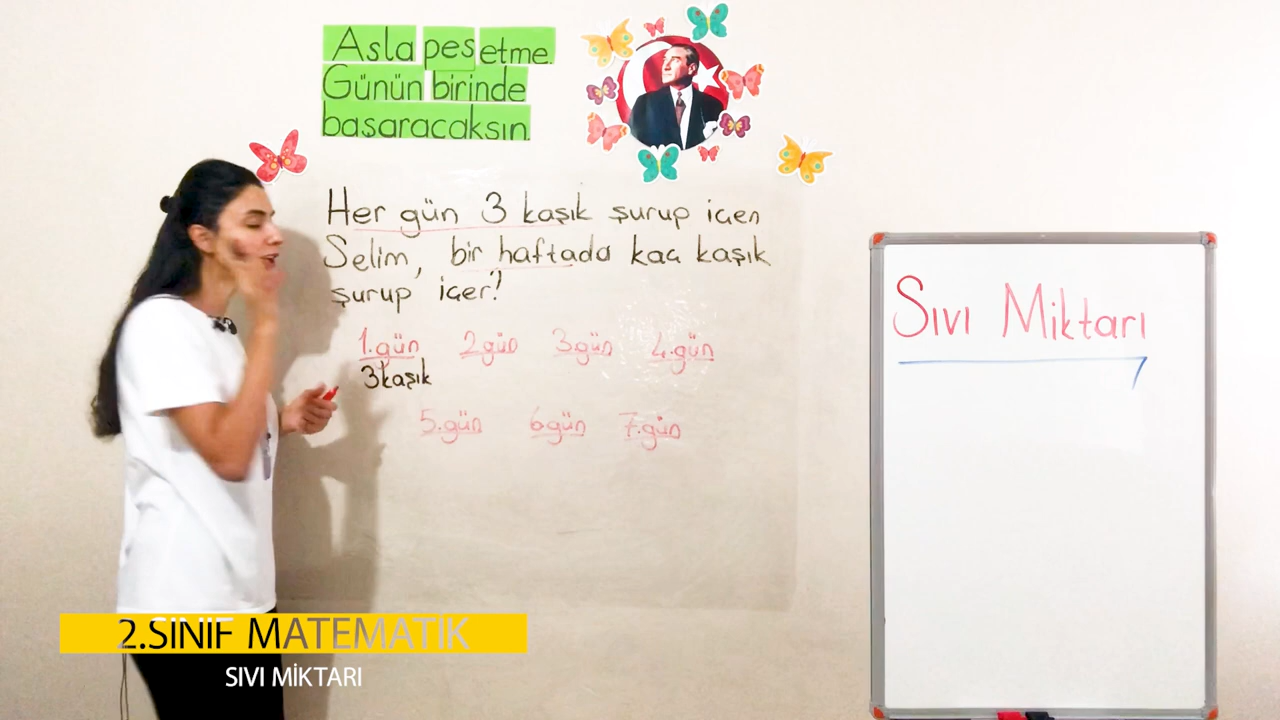 Asla pes etme.
Günün birinde
başaracaksın.
Her gün 3 kaşık şurup içen
Selim, bir haftada kaç kaşık
şurup içer?
1.gün 2.gün 3.gün 4.gün
3kaşık
5.gün 6.gün 7.gün
Sıvı Miktarı
2.SINIF MATEMATİK
SIVI MİKTARI